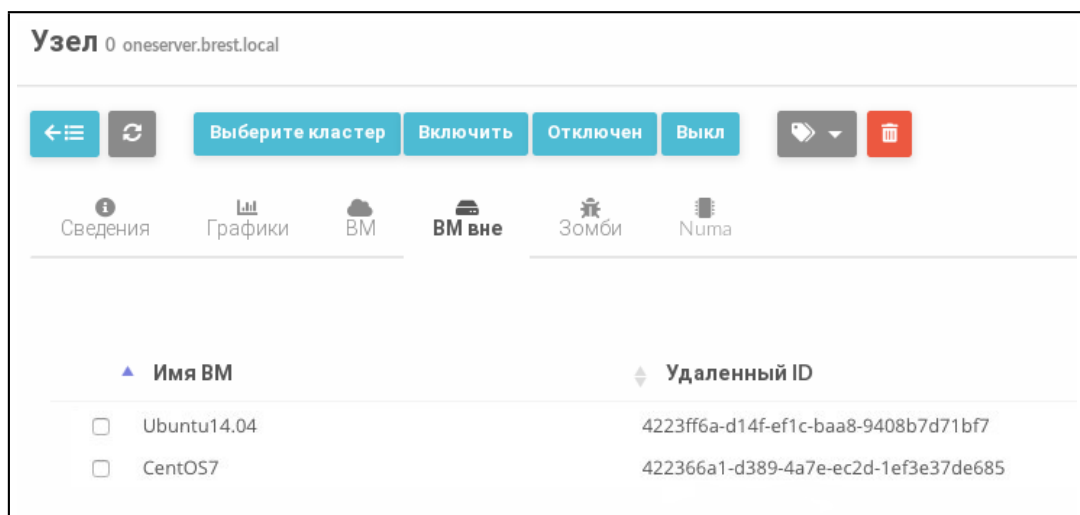 Узел 0 oneserver.brest.local
Выберите кластер Включить Отключен Выкл
Сведения Графики ВМ ВМ вне Зомби Numa
Имя ВМ Удаленный ID
Ubuntu14.04 4223ff6a-d14f-ef1c-baa8-9408b7d71bf7
CentOS7 422366a1-d389-4a7e-ec2d-1ef3e37de685